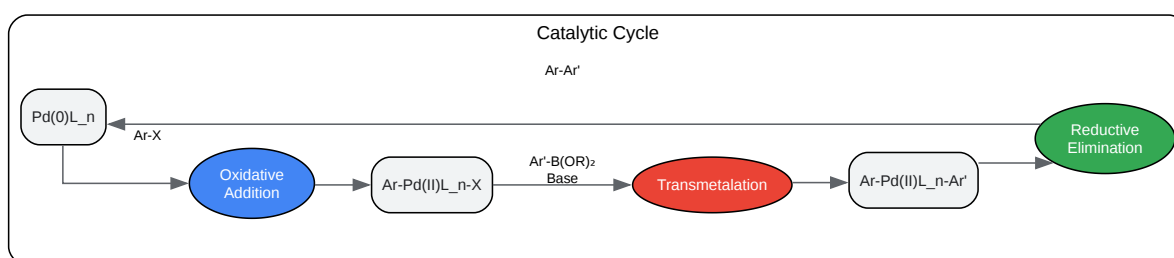 Catalytic Cycle
Ar-Ar'
Pd(0)L_n
Ar-X
Oxidative
Addition
Ar-Pd(II)L_n-X
Ar'-B(OR)₂
Base
Transmetalation
Ar-Pd(II)L_n-Ar'
Reductive
Elimination